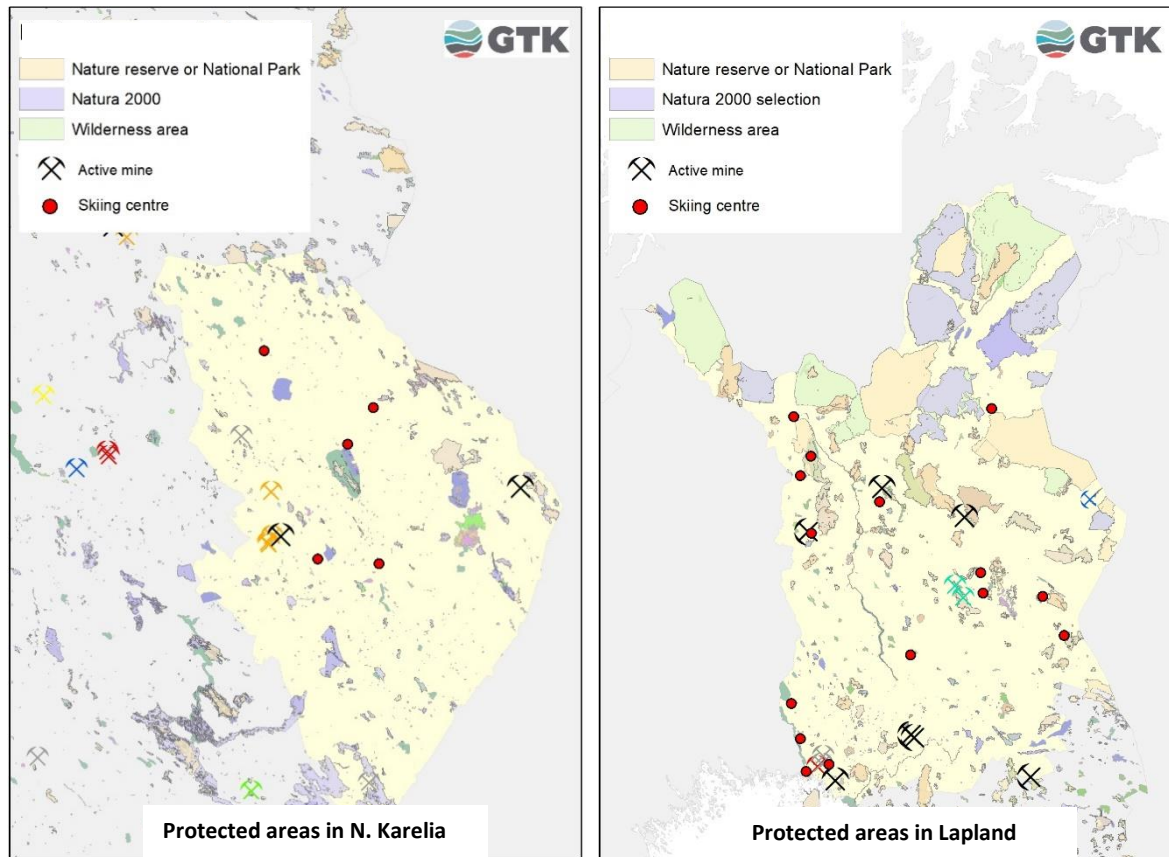 GTK
Nature reserve or National Park
Natura 2000
Wilderness area
Active mine
Skiing centre
Protected areas in N. Karelia
GTK
Nature reserve or National Park
Natura 2000 selection
Wilderness area
Active mine
Skiing centre
Protected areas in Lapland